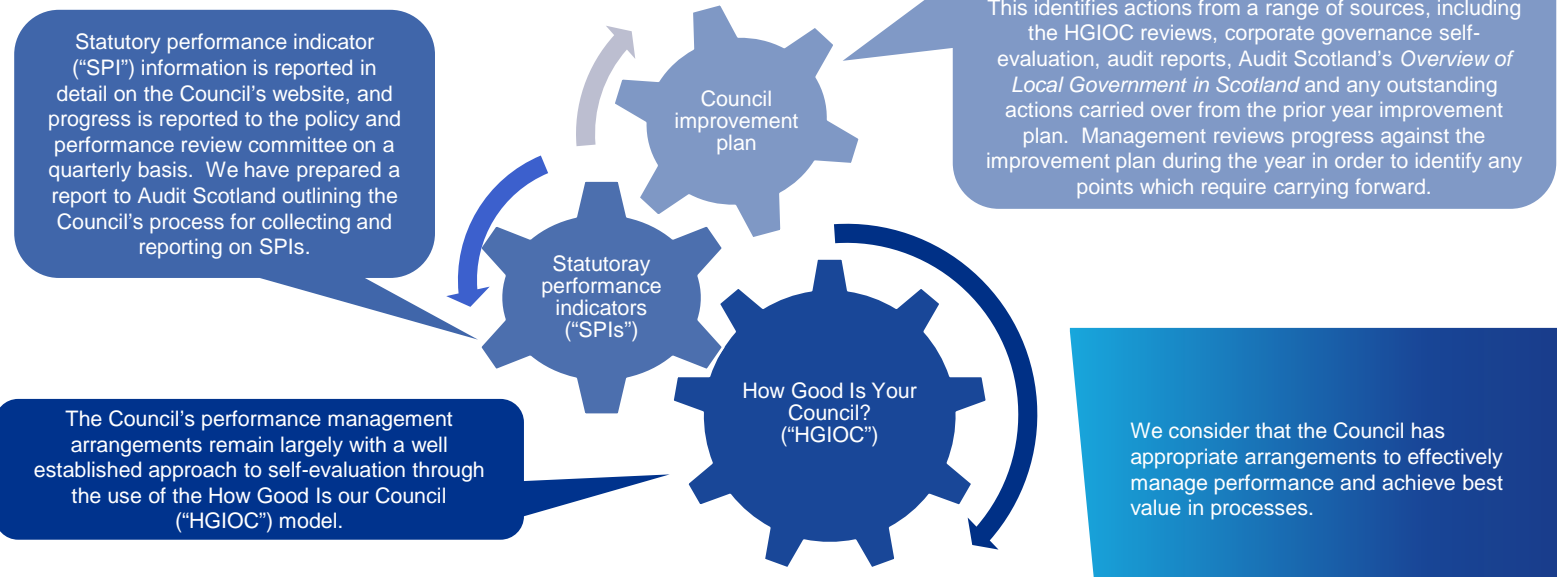 Statutory performance indicator
(“SPI”) information is reported in
detail on the Council’s website, and
progress is reported to the policy and
performance review committee on a
quarterly basis.  We have prepared a
report to Audit Scotland outlining the
Council’s process for collecting and
reporting on SPIs.
Council
improvement
plan
This identifies actions from a range of sources, including
the HGIOC reviews, corporate governance self-
evaluation, audit reports, Audit Scotland’s Overview of
Local Government in Scotland and any outstanding
actions carried over from the prior year improvement
plan.  Management reviews progress against the
improvement plan during the year in order to identify any
points which require carrying forward.
Statutoray
performance
indicators
(“SPIs”)
How Good Is Your
Council?
(“HGIOC”)
The Council’s performance management
arrangements remain largely with a well
established approach to self-evaluation through
the use of the How Good Is our Council
(“HGIOC”) model.
We consider that the Council has
appropriate arrangements to effectively
manage performance and achieve best
value in processes.